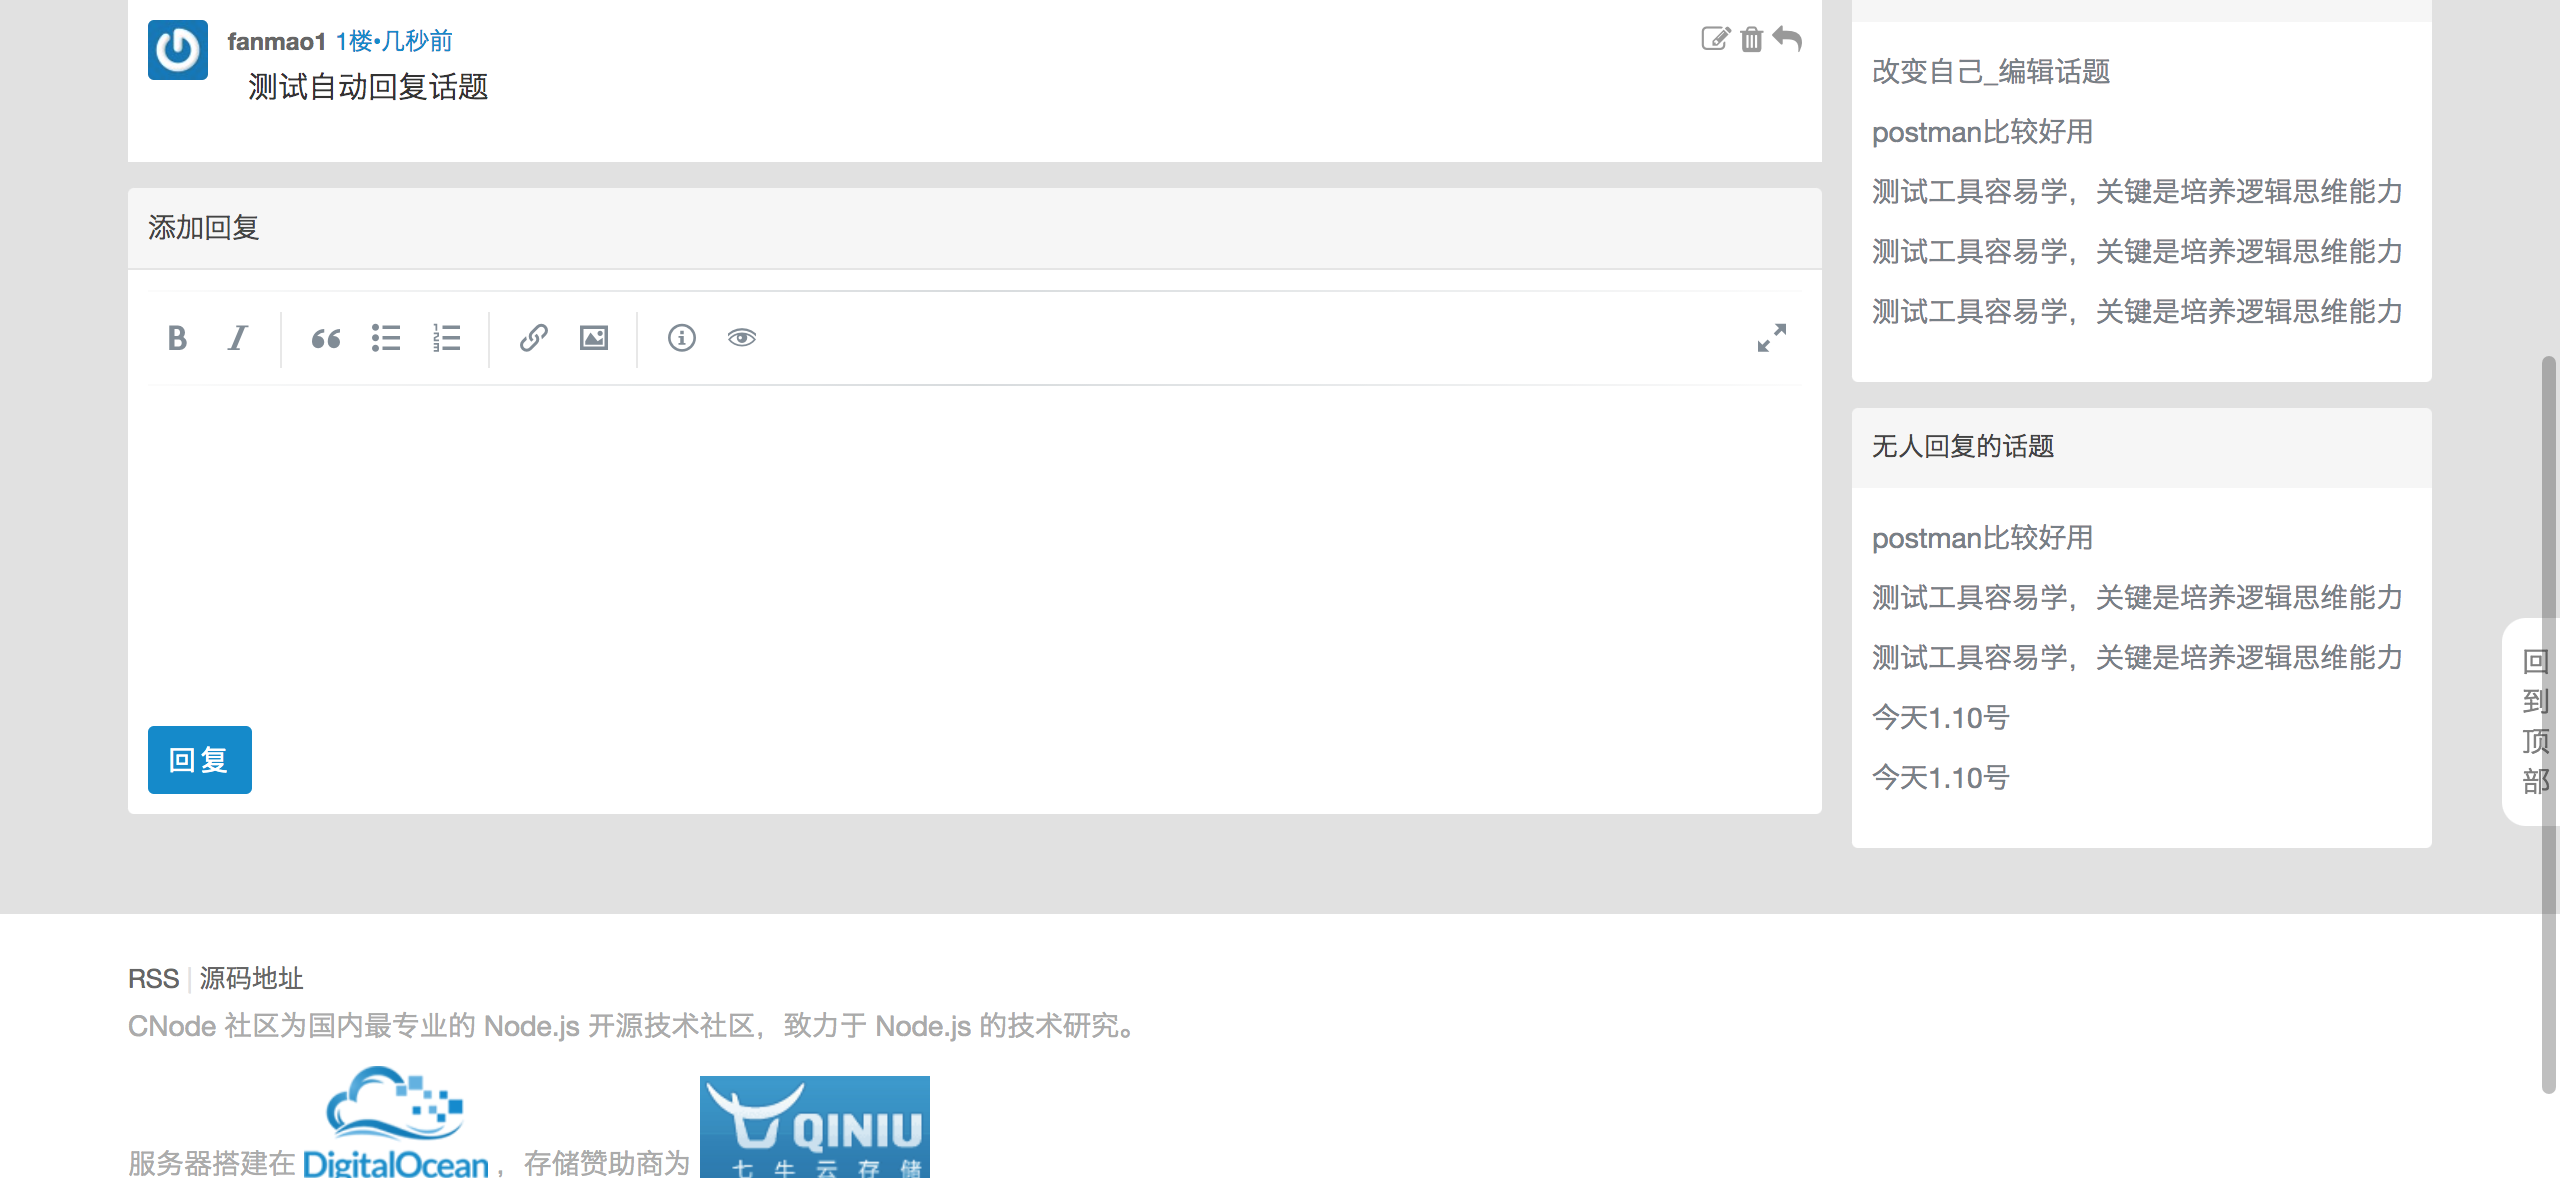 fanmao1 1楼•几秒前
测试自动回复话题
添加回复
回复
改变自己_编辑话题
postman比较好用
测试工具容易学，关键是培养逻辑思维能力
测试工具容易学，关键是培养逻辑思维能力
测试工具容易学，关键是培养逻辑思维能力
无人回复的话题
postman比较好用
测试工具容易学，关键是培养逻辑思维能力
测试工具容易学，关键是培养逻辑思维能力
今天1.10号
今天1.10号
回
到
顶
部
RSS | 源码地址
CNode 社区为国内最专业的 Node.js 开源技术社区，致力于 Node.js 的技术研究。
服务器搭建在 DigitalOcean ，存储赞助商为 QINIU
七牛云存储